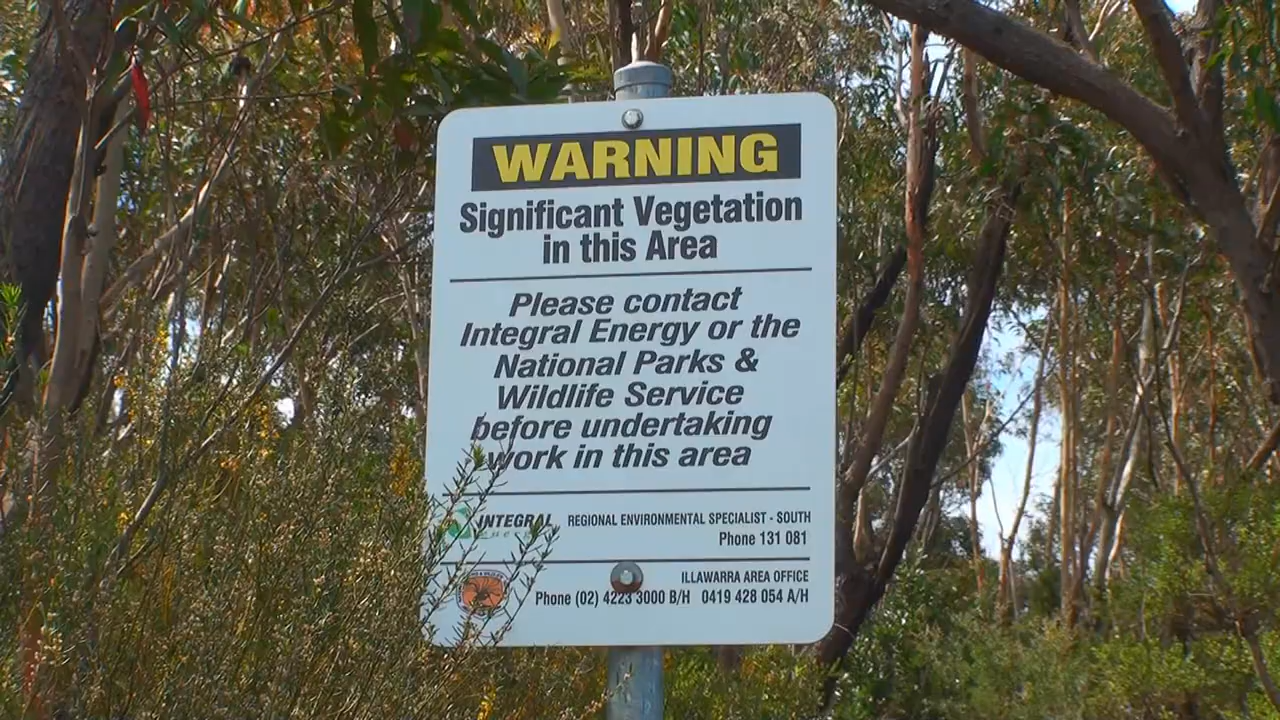 WARNING
Significant Vegetation
in this Area
Please contact
Integral Energy or the
National Parks &
Wildlife Service
before undertaking
work in this area
INTEGRAL
Energy
REGIONAL ENVIRONMENTAL SPECIALIST - SOUTH
Phone 131 081
ILLAWARRA AREA OFFICE
Phone (02) 4223 3000 B/H 0419 428 054 A/H